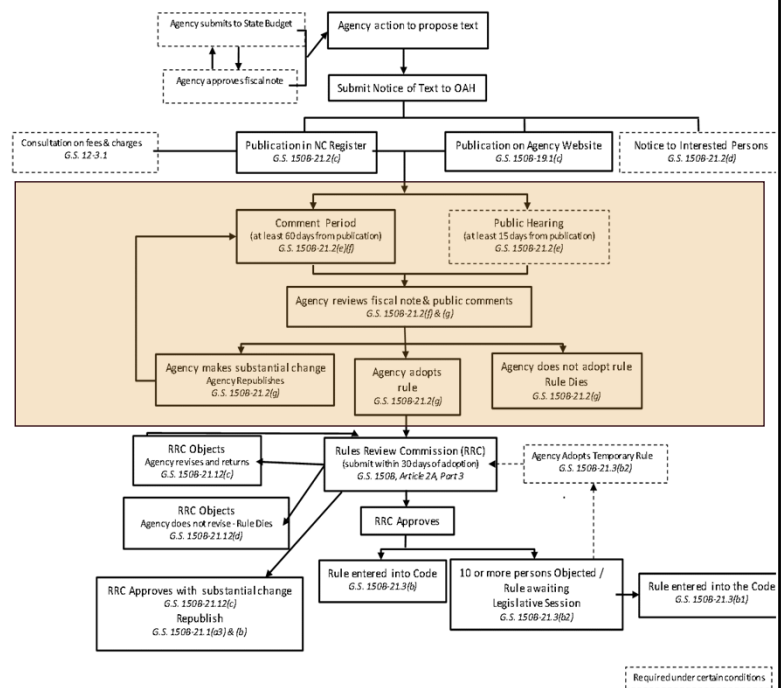 Agency submits to State Budget
Agency approves fiscal note
Agency action to propose text
Submit Notice of Text to OAH
Consultation on fees & charges
G.S. 12-3.1
Publication in NC Register
G.S. 150B-21.2(c)
Publication on Agency Website
G.S. 150B-19.1(c)
Notice to Interested Persons
G.S. 150B-21.2(d)
Comment Period
(at least 60 days from publication)
G.S. 150B-21.2(e)(f)
Public Hearing
(at least 15 days from publication)
G.S. 150B-21.2(e)
Agency reviews fiscal note & public comments
G.S. 150B-21.2(f) & (g)
Agency makes substantial change
Agency Republishes
G.S. 150B-21.2(g)
Agency adopts
rule
G.S. 150B-21.2(g)
Agency does not adopt rule
Rule Dies
G.S. 150B-21.2(g)
RRC Objects
Agency revises and returns
G.S. 150B-21.12(c)
Rules Review Commission (RRC)
(submit within 30 days of adoption)
G.S. 150B, Article 2A, Part 3
Agency Adopts Temporary Rule
G.S. 150B-21.3(b2)
RRC Objects
Agency does not revise - Rule Dies
G.S. 150B-21.12(d)
RRC Approves
RRC Approves with substantial change
G.S. 150B-21.12(c)
Republish
G.S. 150B-21.1(a3) & (b)
Rule entered into Code
G.S. 150B-21.3(b)
10 or more persons Objected /
Rule awaiting
Legislative Session
G.S. 150B-21.3(b2)
Rule entered into the Code
G.S. 150B-21.3(b1)
Required under certain conditions